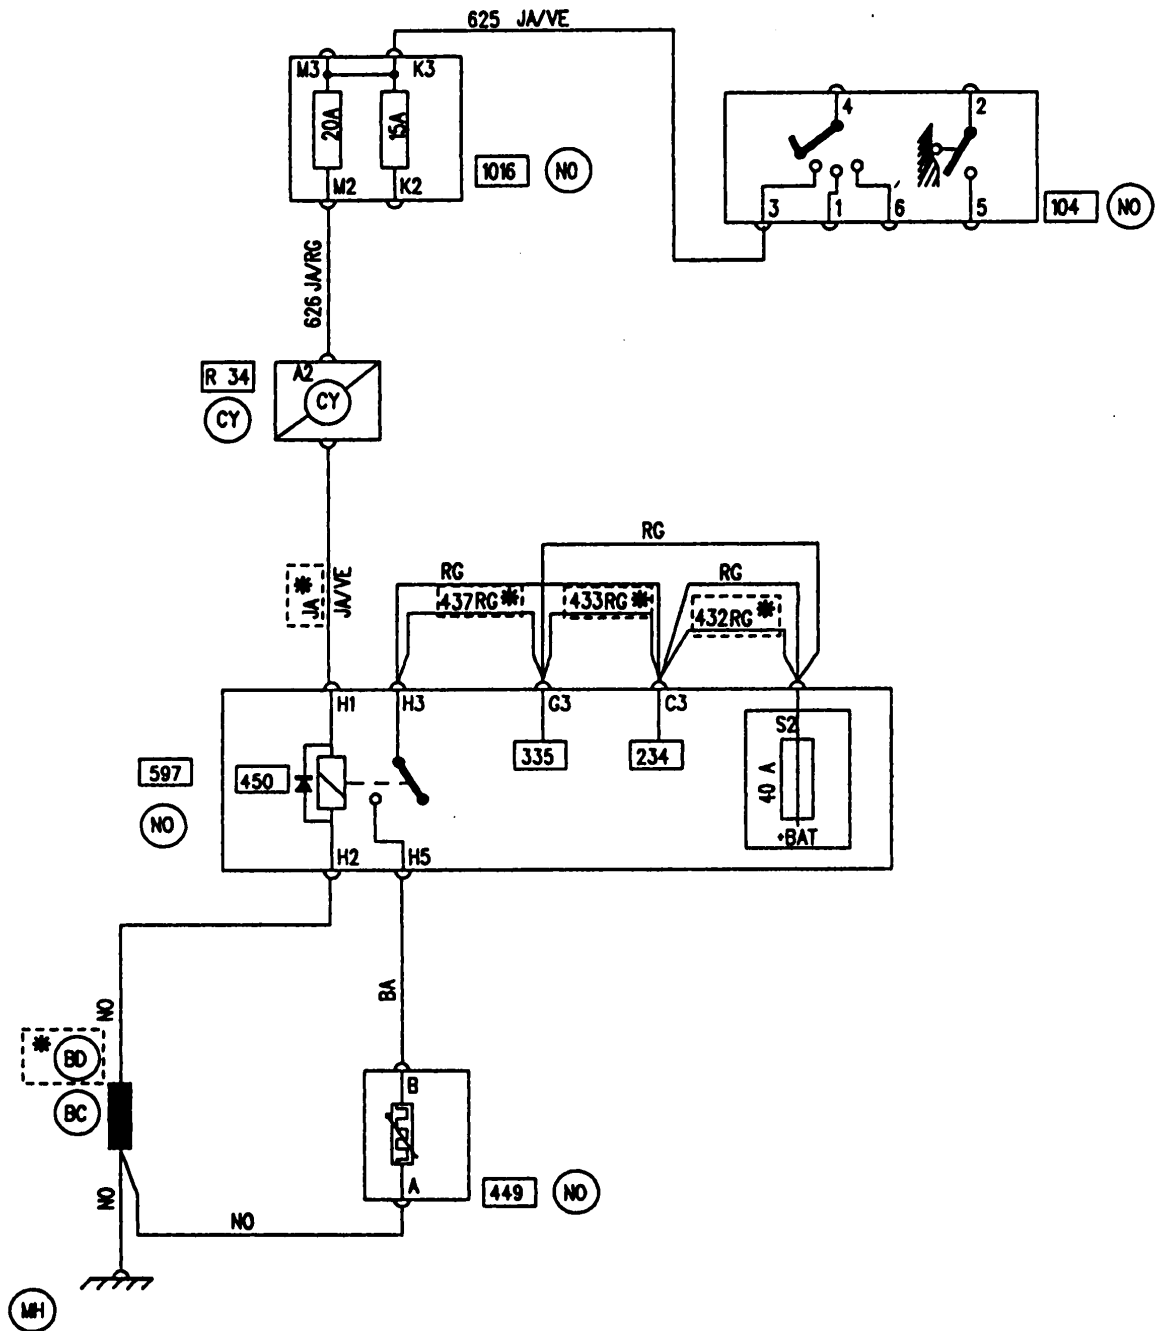 625 JA/VE
M3
K3
20A
15A
M2
K2
1016
NO
4
2
3
1
6
5
104
NO
626 JA/RG
R 34
CY
A2
CY
RG
*
JA
JA/VE
RG
437RG*
433RG*
RG
432RG*
H1
H3
G3
C3
S2
335
234
40 A
+BAT
597
NO
450
H2
H5
NO
BA
* BD
BC
B
A
449
NO
NO
NO
MH